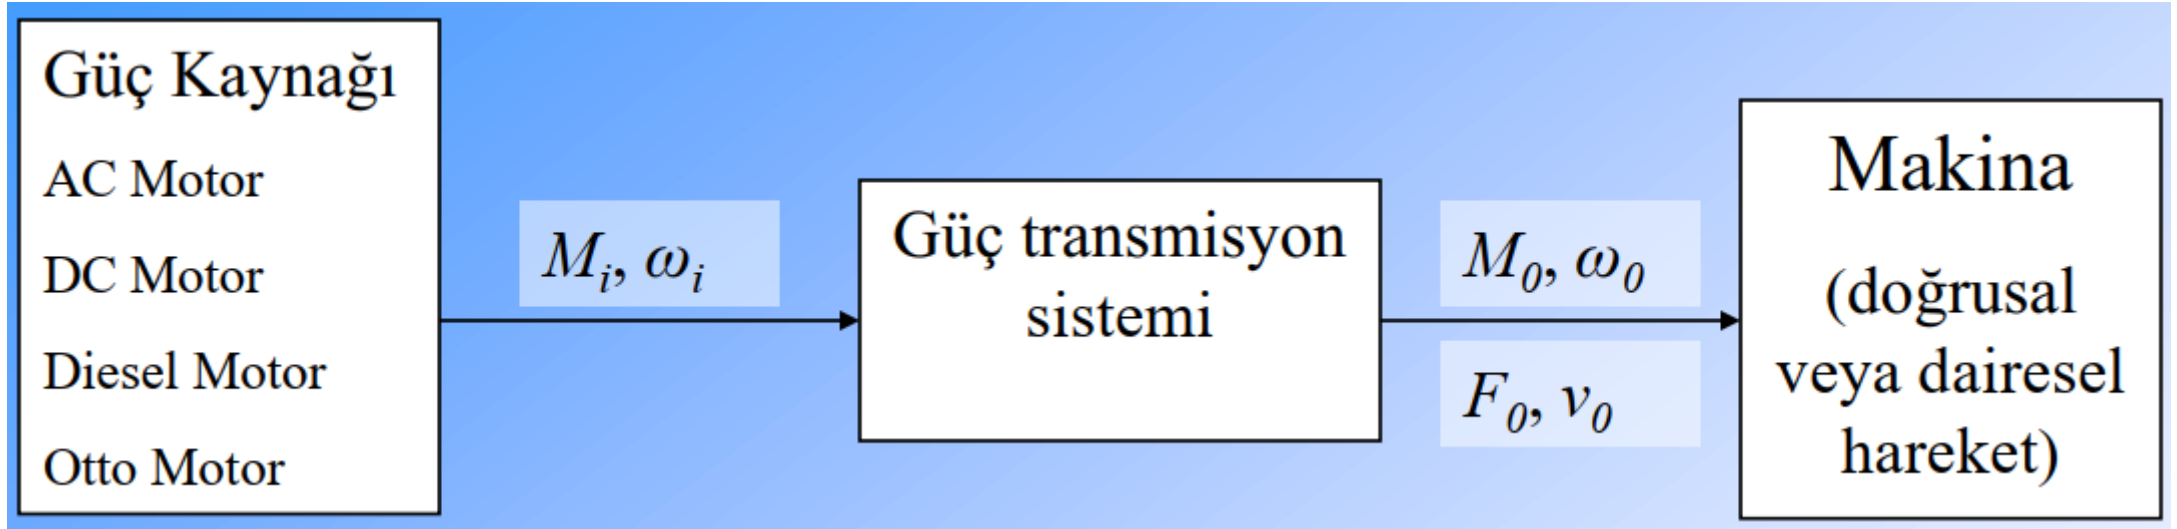 Güç Kaynağı
AC Motor
DC Motor
Diesel Motor
Otto Motor
Mi, ωi
Güç transmisyon
sistemi
M0, ω0
F0, v0
Makina
(doğrusal
veya dairesel
hareket)